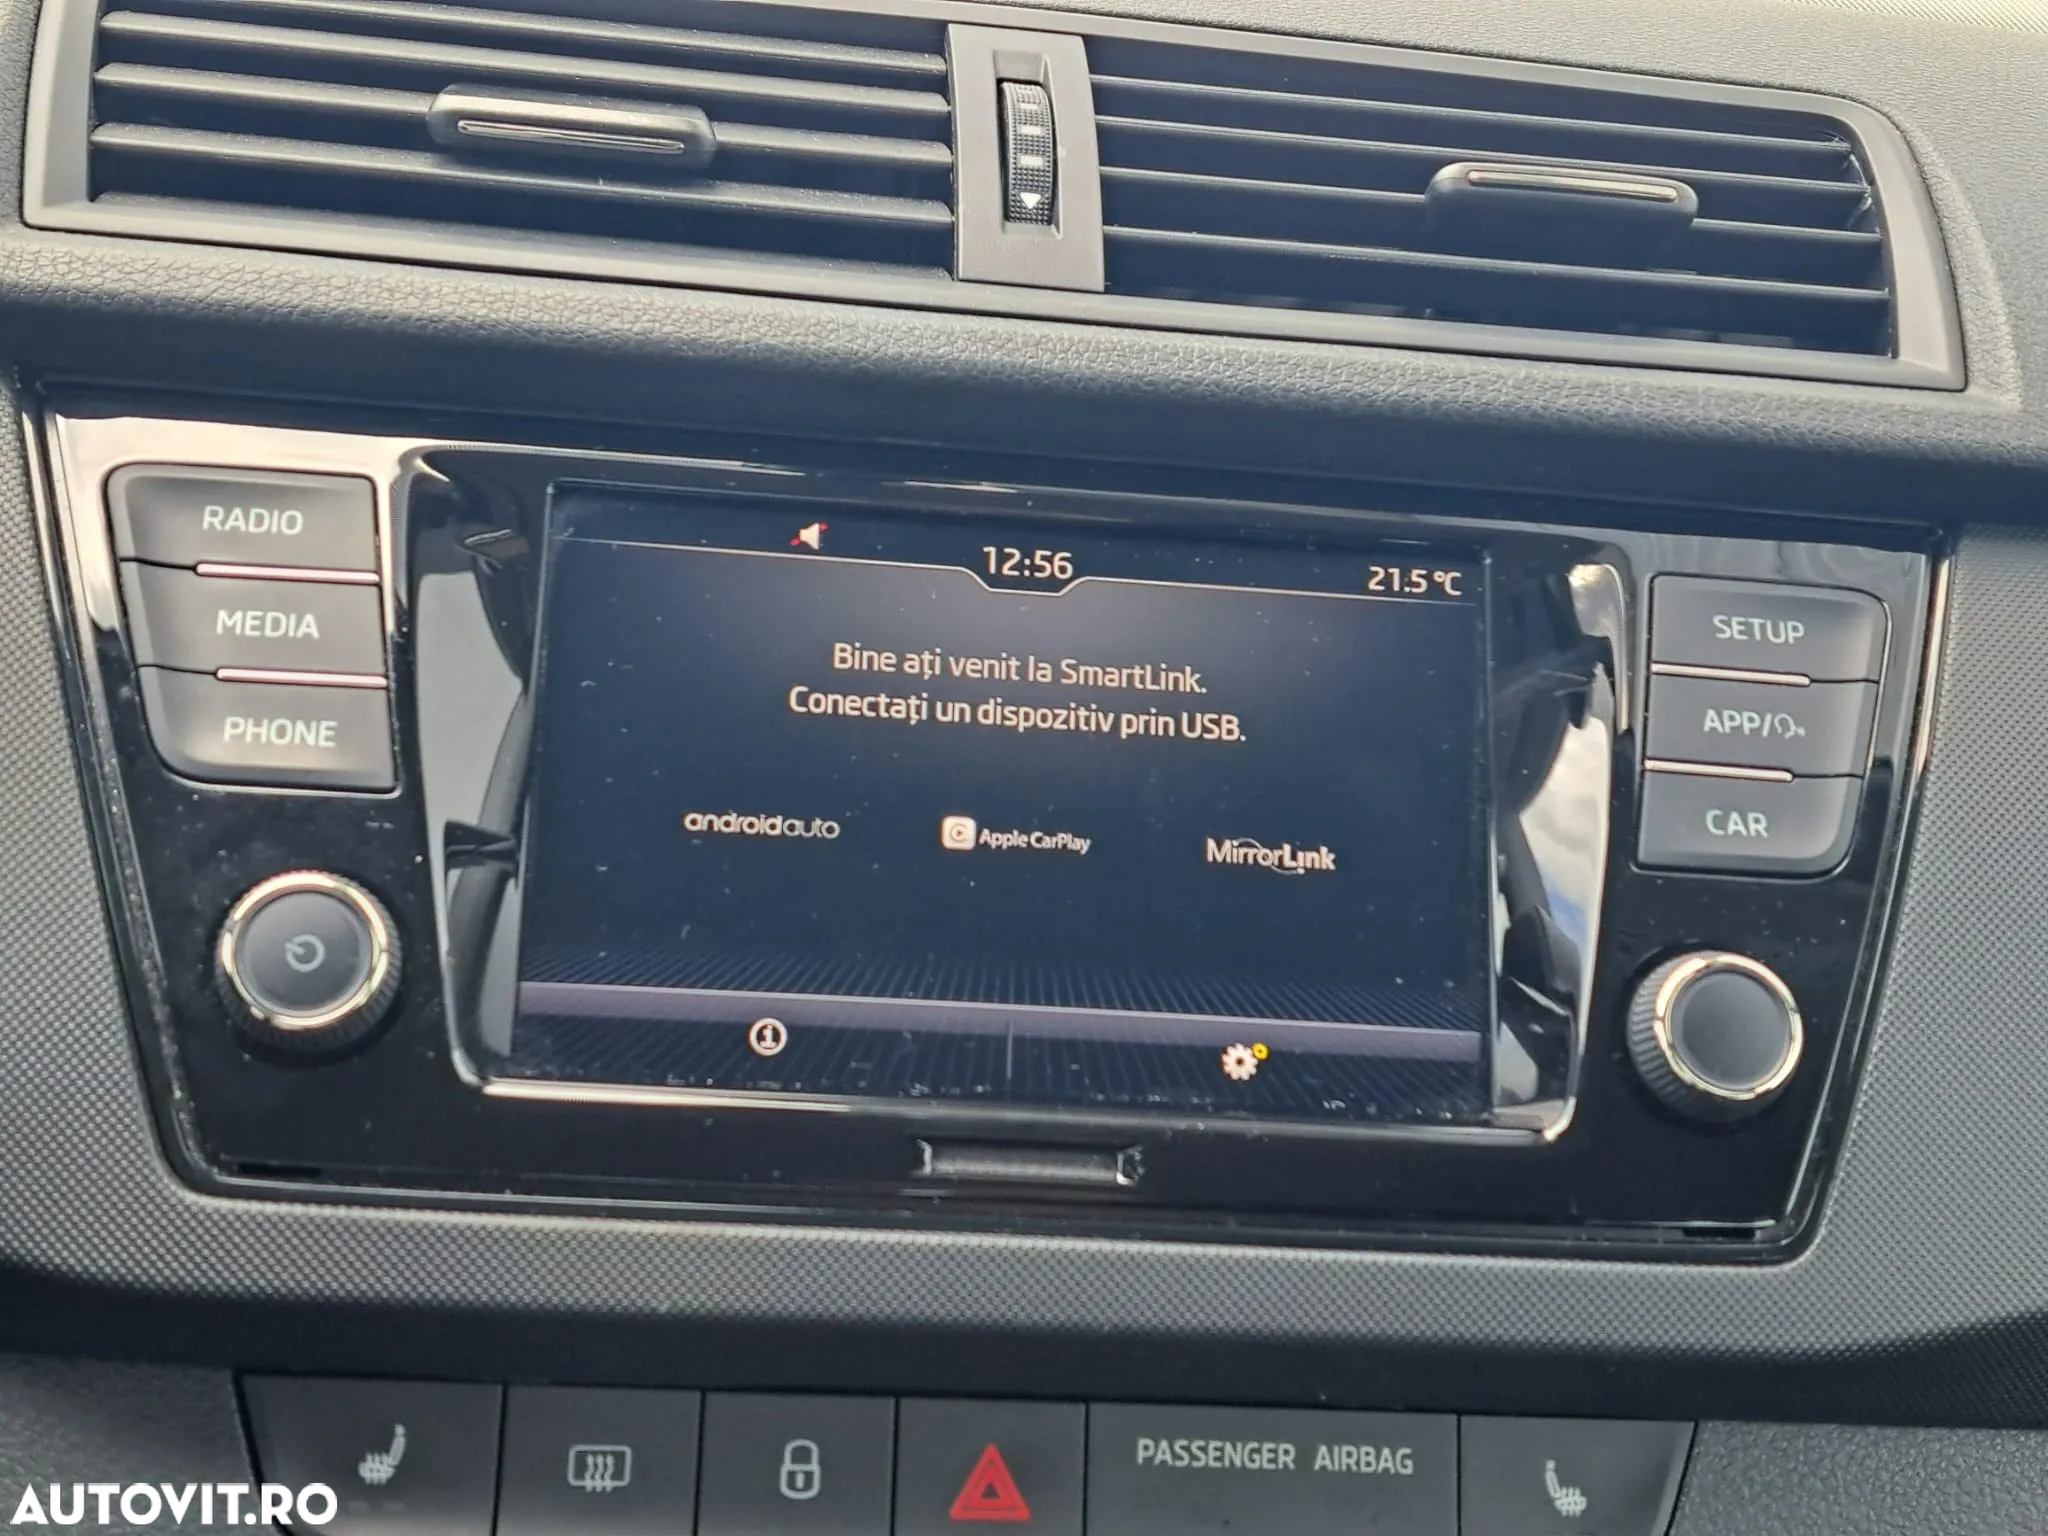 RADIO
MEDIA
PHONE
12:56
21.5 °C
Bine ați venit la SmartLink.
Conectați un dispozitiv prin USB.
androidauto
Apple CarPlay
MirrorLink
SETUP
APP/
CAR
PASSENGER AIRBAG
AUTOVIT.RO